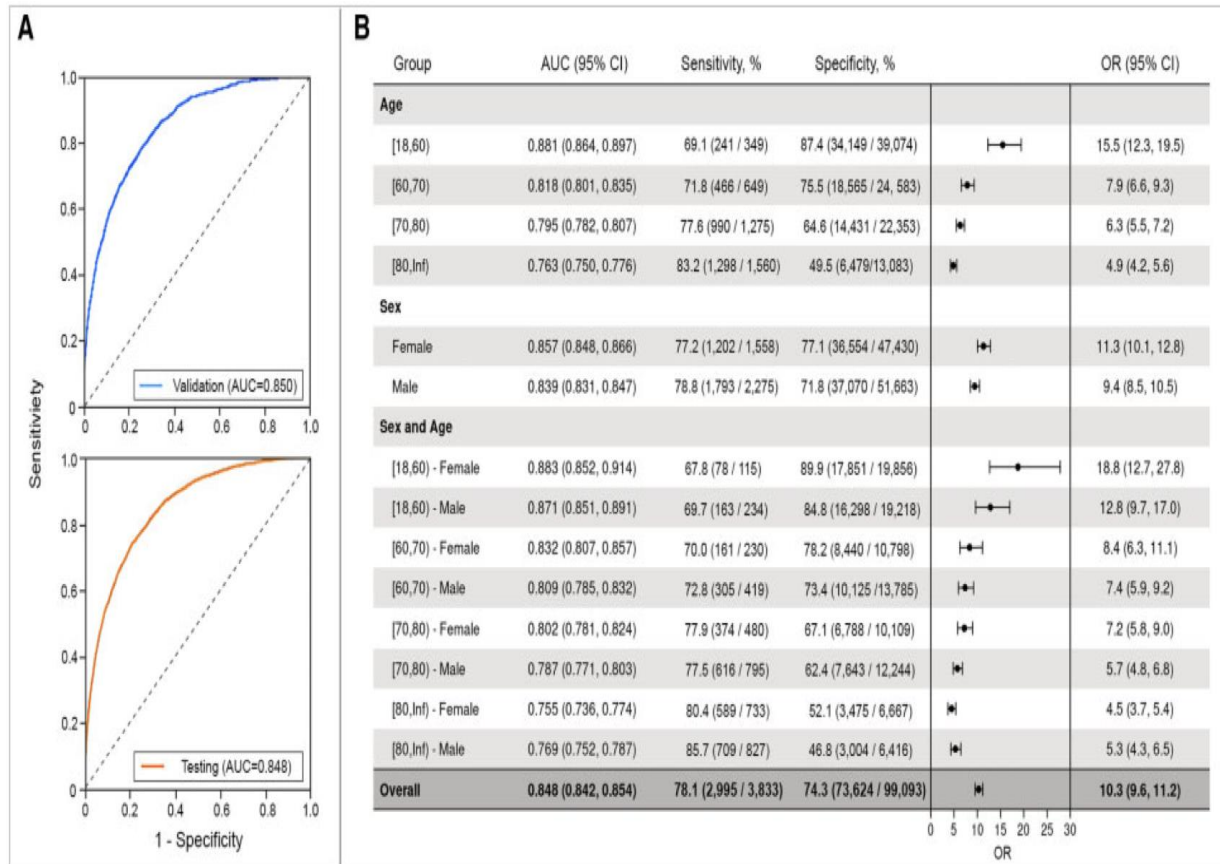 A
Sensitiviety
1.0
0.8
0.6
0.4
0.2
0
Validation (AUC=0.850)
0 0.2 0.4 0.6 0.8 1.0
1.0
0.8
0.6
0.4
0.2
0
Testing (AUC=0.848)
0 0.2 0.4 0.6 0.8 1.0
1 - Specificity
B
Group AUC (95% CI) Sensitivity, % Specificity, % OR (95% CI)
Age
[18,60) 0.881 (0.864, 0.897) 69.1 (241 / 349) 87.4 (34,149 / 39,074) 15.5 (12.3, 19.5)
[60,70) 0.818 (0.801, 0.835) 71.8 (466 / 649) 75.5 (18,565 / 24, 583) 7.9 (6.6, 9.3)
[70,80) 0.795 (0.782, 0.807) 77.6 (990 / 1,275) 64.6 (14,431 / 22,353) 6.3 (5.5, 7.2)
[80,Inf) 0.763 (0.750, 0.776) 83.2 (1,298 / 1,560) 49.5 (6,479/13,083) 4.9 (4.2, 5.6)
Sex
Female 0.857 (0.848, 0.866) 77.2 (1,202 / 1,558) 77.1 (36,554 / 47,430) 11.3 (10.1, 12.8)
Male 0.839 (0.831, 0.847) 78.8 (1,793 / 2,275) 71.8 (37,070 / 51,663) 9.4 (8.5, 10.5)
Sex and Age
[18,60) - Female 0.883 (0.852, 0.914) 67.8 (78 / 115) 89.9 (17,851 / 19,856) 18.8 (12.7, 27.8)
[18,60) - Male 0.871 (0.851, 0.891) 69.7 (163 / 234) 84.8 (16,298 / 19,218) 12.8 (9.7, 17.0)
[60,70) - Female 0.832 (0.807, 0.857) 70.0 (161 / 230) 78.2 (8,440 / 10,798) 8.4 (6.3, 11.1)
[60,70) - Male 0.809 (0.785, 0.832) 72.8 (305 / 419) 73.4 (10,125 /13,785) 7.4 (5.9, 9.2)
[70,80) - Female 0.802 (0.781, 0.824) 77.9 (374 / 480) 67.1 (6,788 / 10,109) 7.2 (5.8, 9.0)
[70,80) - Male 0.787 (0.771, 0.803) 77.5 (616 / 795) 62.4 (7,643 / 12,244) 5.7 (4.8, 6.8)
[80,Inf) - Female 0.755 (0.736, 0.774) 80.4 (589 / 733) 52.1 (3,475 / 6,667) 4.5 (3.7, 5.4)
[80,Inf) - Male 0.769 (0.752, 0.787) 85.7 (709 / 827) 46.8 (3,004 / 6,416) 5.3 (4.3, 6.5)
Overall 0.848 (0.842, 0.854) 78.1 (2,995 / 3,833) 74.3 (73,624 / 99,093) 10.3 (9.6, 11.2)
0 5 10 15 20 25 30
OR